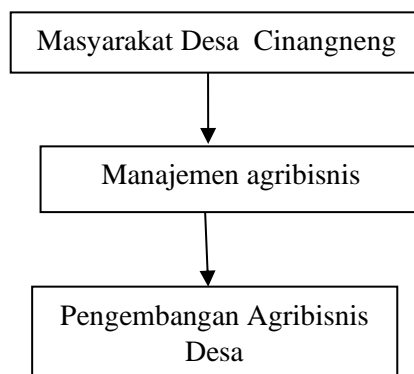 Masyarakat Desa Cinangneng
Manajemen agribisnis
Pengembangan Agribisnis
Desa